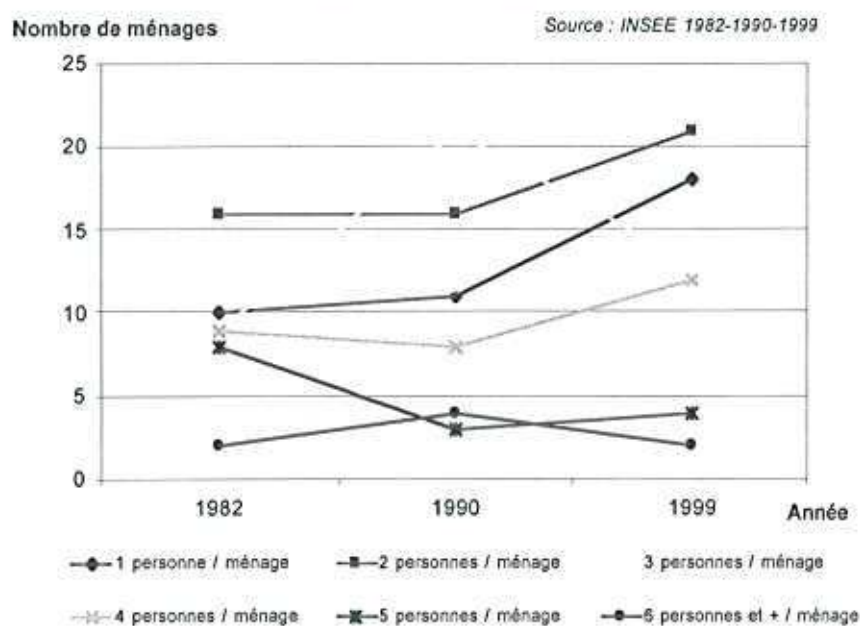 Nombre de ménages
Source : INSEE 1982-1990-1999
25
20
15
10
5
0
1982
1990
1999
Année
1 personne / ménage
2 personnes / ménage
3 personnes / ménage
4 personnes / ménage
5 personnes / ménage
6 personnes et + / ménage